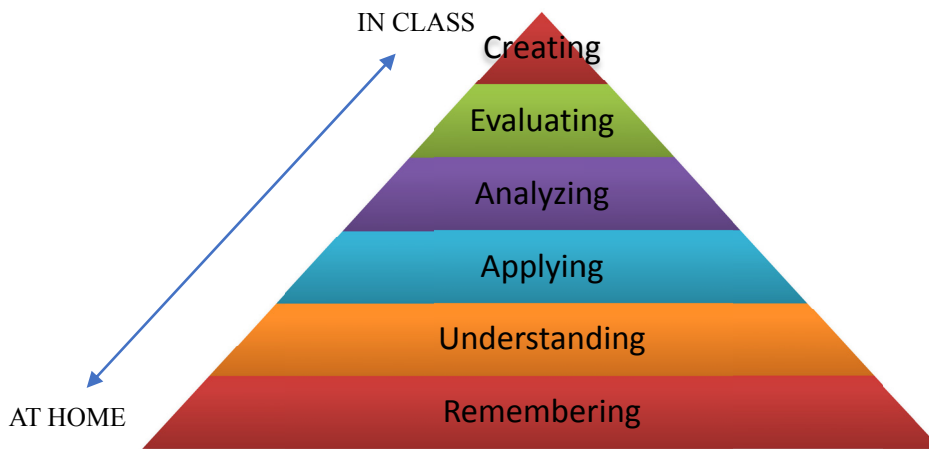 IN CLASS
Creating
Evaluating
Analyzing
Applying
Understanding
Remembering
AT HOME